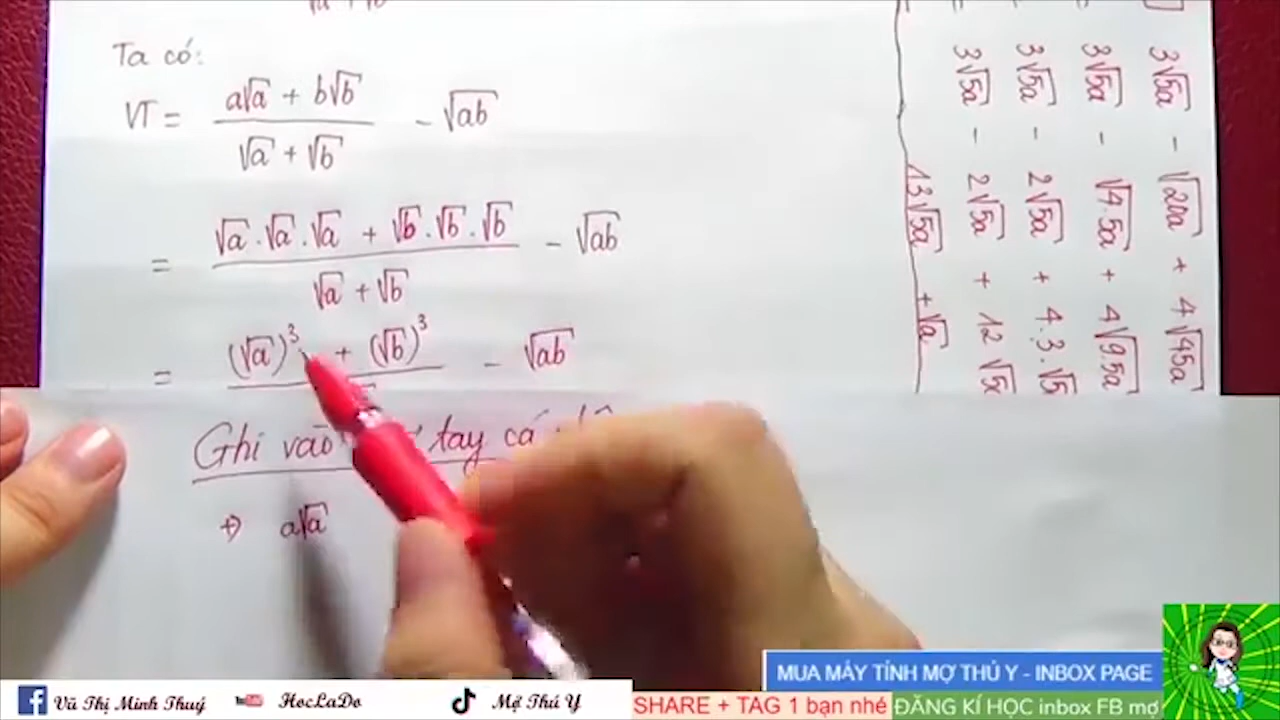 Ta có:
VT = (a√a + b√b) / (√a + √b) - √ab
= (√a.√a.√a + √b.√b.√b) / (√a + √b) - √ab
= (√a)³ + (√b)³ - √ab
Ghi vào tay cá
+) a√a
3√5a - √20a + 4√45a
3√5a - √4.5a + 4√9.5a
3√5a - 2√5a + 4.3.√5
3√5a - 2√5a + 12√5
13√5a + √a
MUA MÁY TÍNH MỢ THÚ Y - INBOX PAGE
Vũ Thị Minh Thuý
HocLaDo
Mợ Thú Y
SHARE + TAG 1 bạn nhé
ĐĂNG KÍ HỌC inbox FB mợ